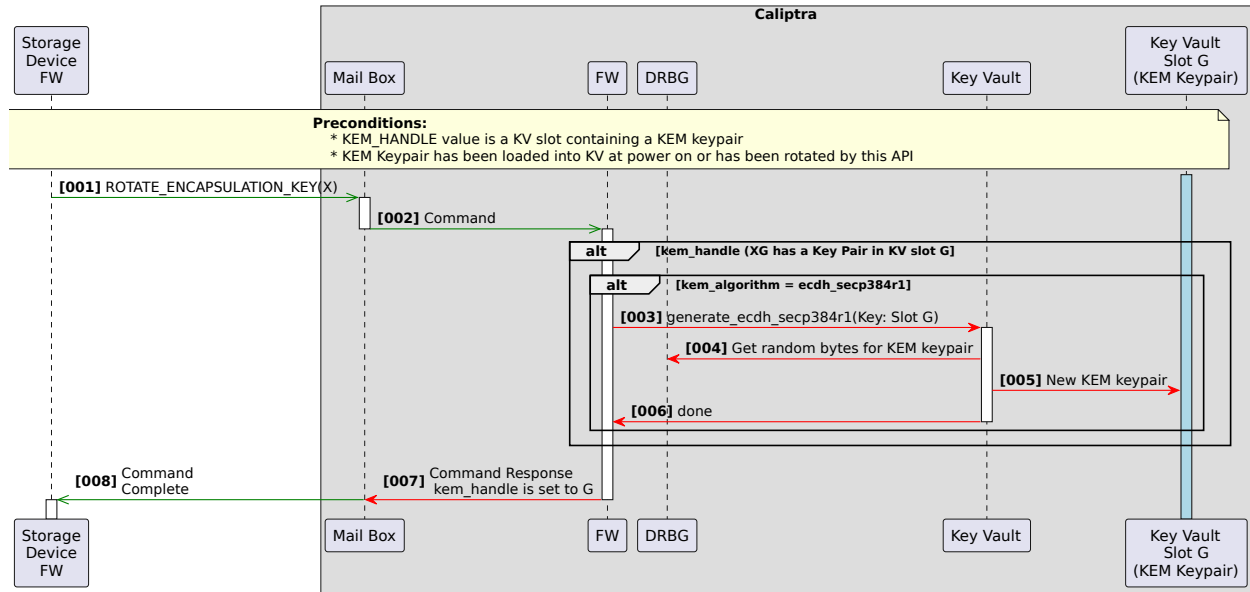 Caliptra
Storage
Device
FW
Mail Box
FW
DRBG
Key Vault
Key Vault
Slot G
(KEM Keypair)
Preconditions:
* KEM_HANDLE value is a KV slot containing a KEM keypair
* KEM Keypair has been loaded into KV at power on or has been rotated by this API
[001] ROTATE_ENCAPSULATION_KEY(X)
[002] Command
alt [kem_handle (XG has a Key Pair in KV slot G]
alt [kem_algorithm = ecdh_secp384r1]
[003] generate_ecdh_secp384r1(Key: Slot G)
[004] Get random bytes for KEM keypair
[005] New KEM keypair
[006] done
[007] Command Response
kem_handle is set to G
[008] Command
Complete
Storage
Device
FW
Mail Box
FW
DRBG
Key Vault
Key Vault
Slot G
(KEM Keypair)